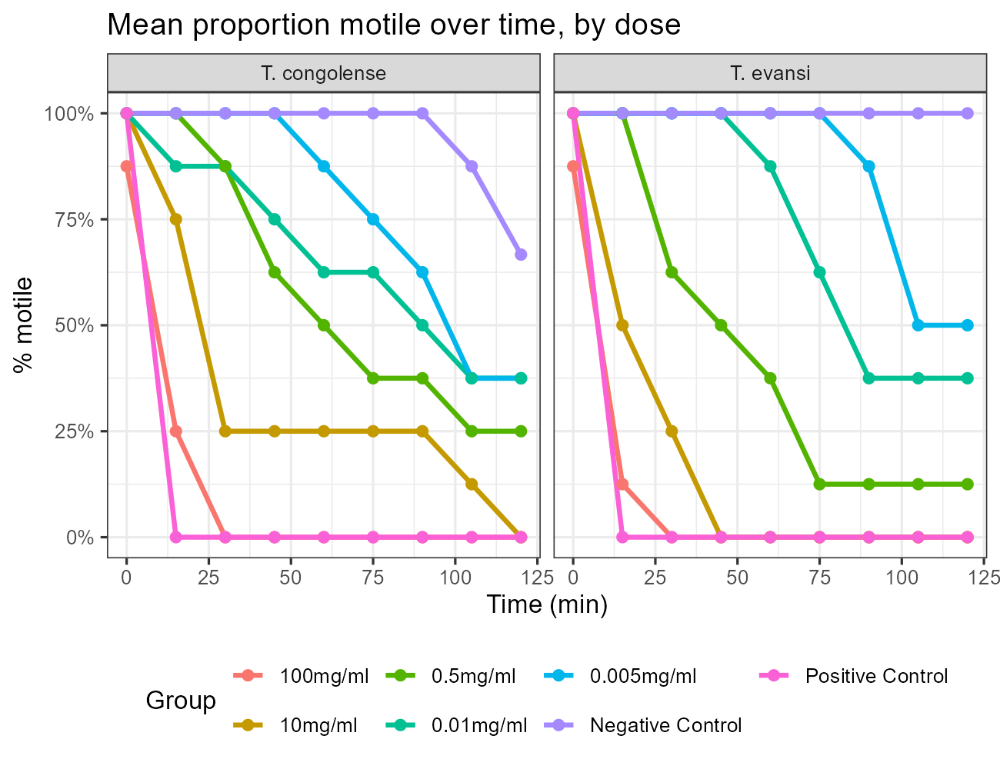 Mean proportion motile over time, by dose
T. congolense
T. evansi
% motile
100%
75%
50%
25%
0%
0 25 50 75 100 125
0 25 50 75 100 125
Time (min)
Group
100mg/ml 0.5mg/ml 0.005mg/ml Positive Control
10mg/ml 0.01mg/ml Negative Control